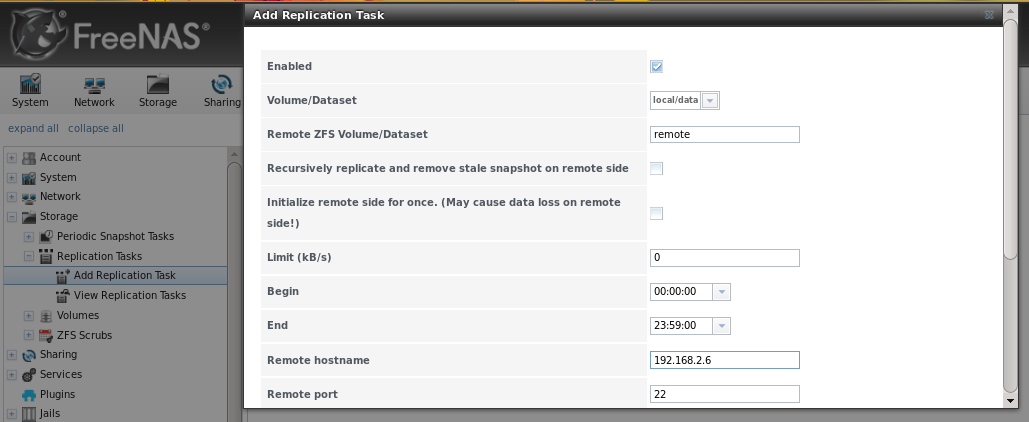 Add Replication Task
FreeNAS®
System Network Storage Sharing
expand all collapse all
Account
System
Network
Storage
Periodic Snapshot Tasks
Replication Tasks
Add Replication Task
View Replication Tasks
Volumes
ZFS Scrubs
Sharing
Services
Plugins
Jails
Enabled
Volume/Dataset local/data
Remote ZFS Volume/Dataset remote
Recursively replicate and remove stale snapshot on remote side
Initialize remote side for once. (May cause data loss on remote
side!)
Limit (kB/s) 0
Begin 00:00:00
End 23:59:00
Remote hostname 192.168.2.6
Remote port 22